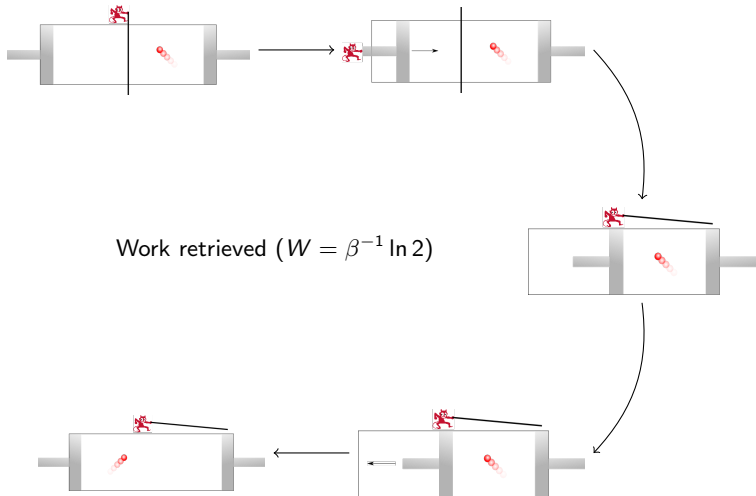 Work retrieved (W = β⁻¹ ln 2)